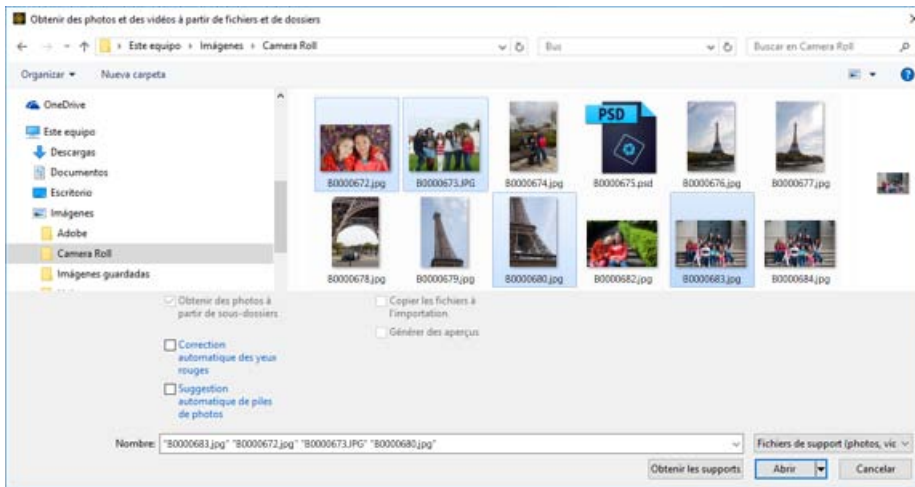 Obtenir des photos et des vidéos à partir de fichiers et de dossiers
Este equipo › Imágenes › Camera Roll
Bus
Buscar en Camera Roll
Organizar
Nueva carpeta
OneDrive
Este equipo
Descargas
Documentos
Escritorio
Imágenes
Adobe
Camera Roll
Imágenes guardadas
PSD
B0000672.jpg B0000673.JPG B0000674.jpg B0000675.psd B0000676.jpg B0000677.jpg
B0000678.jpg B0000679.jpg B0000680.jpg B0000682.jpg B0000683.jpg B0000684.jpg
Obtenir des photos à
partir de sous-dossiers
Correction
automatique des yeux
rouges
Suggestion
automatique de piles
de photos
Copier les fichiers à
l'importation
Générer des aperçus
Nombre: "B0000683.jpg" "B0000672.jpg" "B0000673.JPG" "B0000680.jpg"
Fichiers de support (photos, vic
Obtenir les supports
Abrir
Cancelar